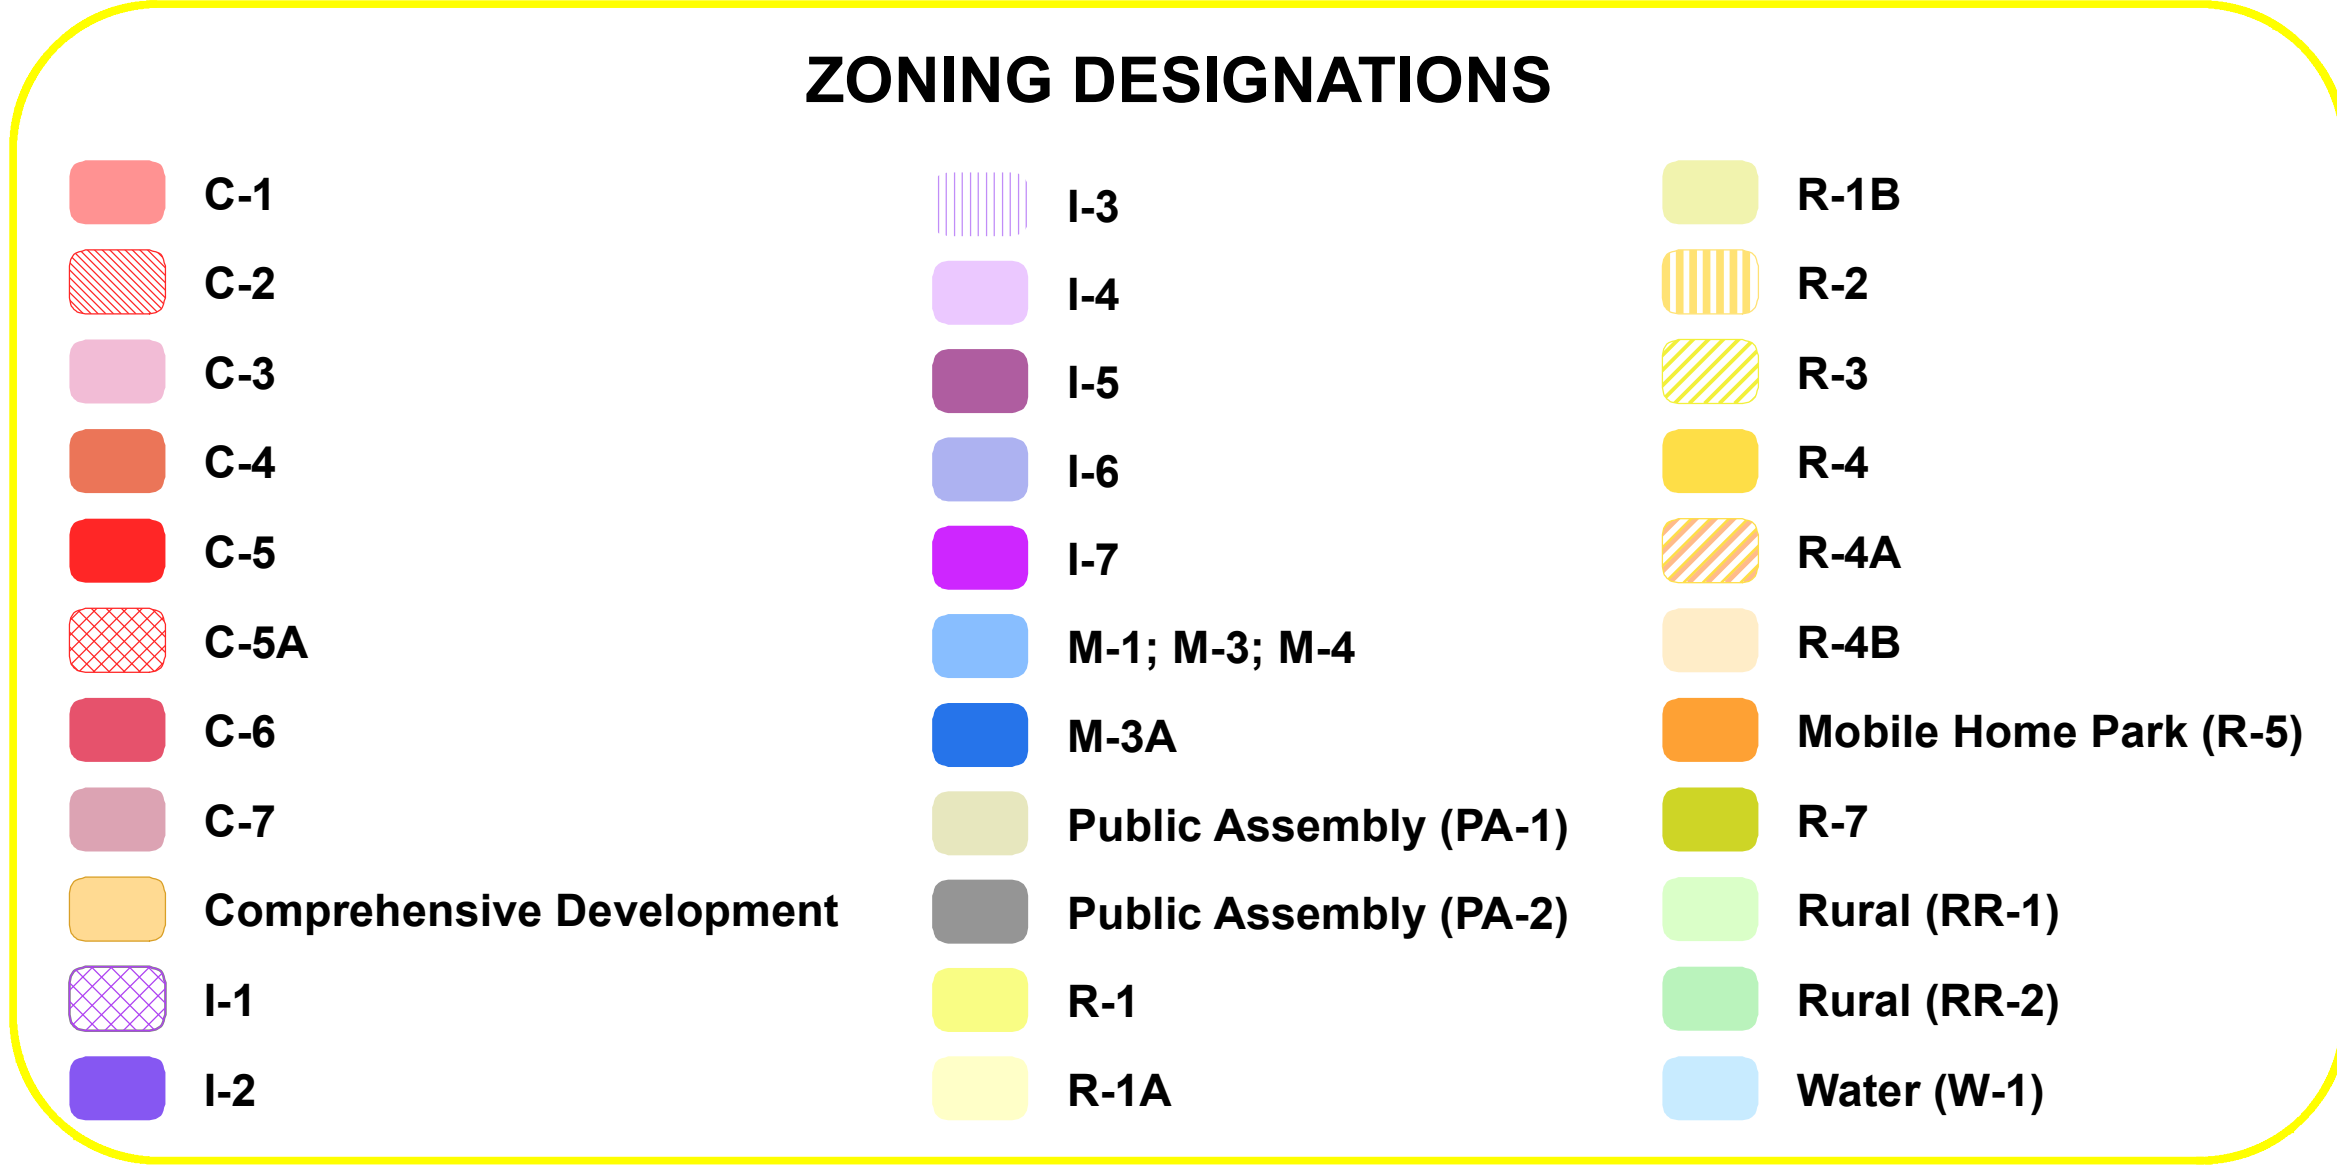 ZONING DESIGNATIONS
C-1
C-2
C-3
C-4
C-5
C-5A
C-6
C-7
Comprehensive Development
I-1
I-2
I-3
I-4
I-5
I-6
I-7
M-1; M-3; M-4
M-3A
Public Assembly (PA-1)
Public Assembly (PA-2)
R-1
R-1A
R-1B
R-2
R-3
R-4
R-4A
R-4B
Mobile Home Park (R-5)
R-7
Rural (RR-1)
Rural (RR-2)
Water (W-1)